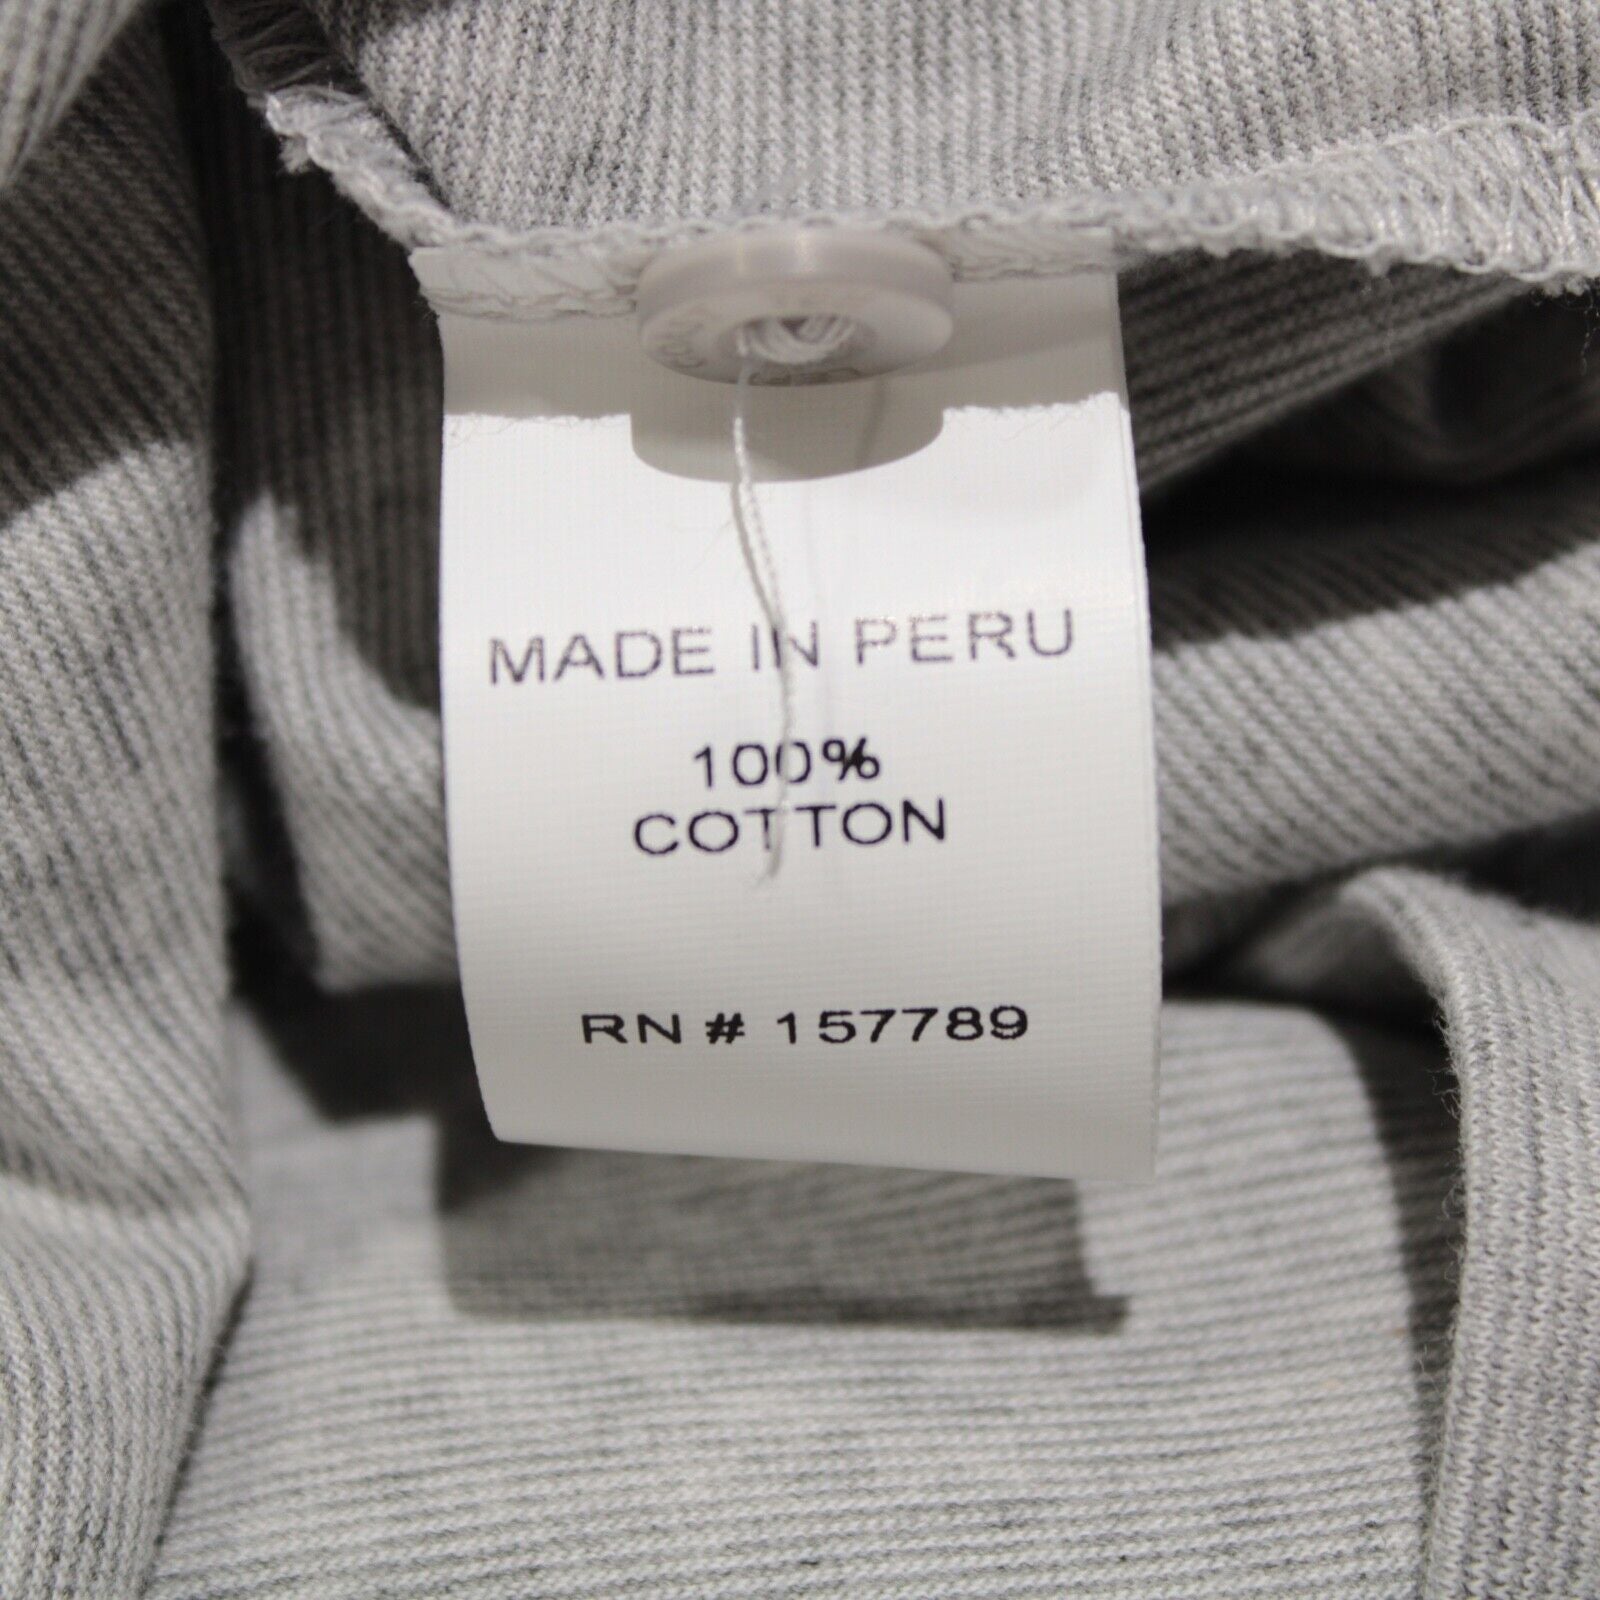 MADE IN PERU
100%
COTTON
RN # 157789